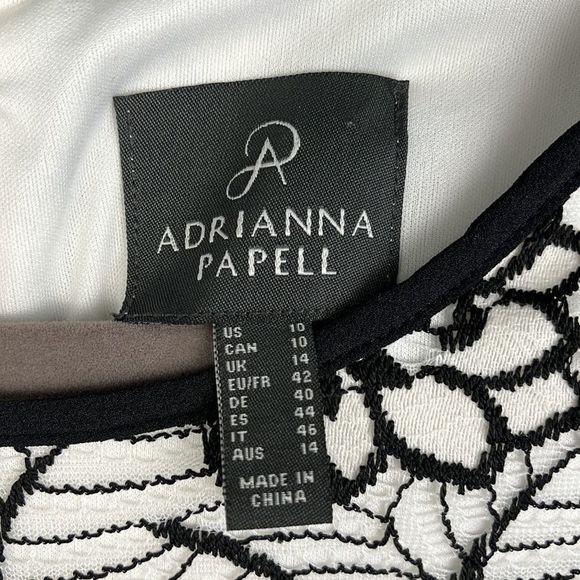 ADRIANNA
PAPELL
US 10
CAN 10
UK 14
EU/FR 42
DE 40
ES 44
IT 46
AUS 14
MADE IN
CHINA